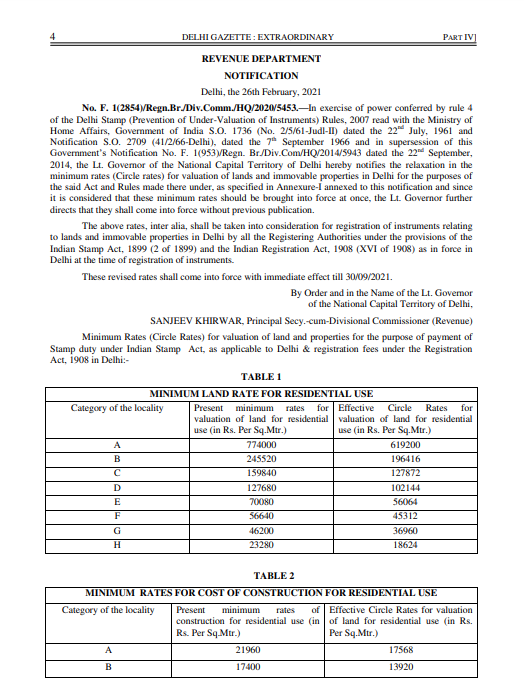 4 DELHI GAZETTE : EXTRAORDINARY PART IV]
REVENUE DEPARTMENT
NOTIFICATION
Delhi, the 26th February, 2021
No. F. 1(2854)/Regn.Br./Div.Comm./HQ/2020/5453.—In exercise of power conferred by rule 4
of the Delhi Stamp (Prevention of Under-Valuation of Instruments) Rules, 2007 read with the Ministry of
Home Affairs, Government of India S.O. 1736 (No. 2/5/61-Judl-II) dated the 22nd July, 1961 and
Notification S.O. 2709 (41/2/66-Delhi), dated the 7th September 1966 and in supersession of this
Government's Notification No. F. 1(953)/Regn. Br./Div.Com/HQ/2014/5943 dated the 22nd September,
2014, the Lt. Governor of the National Capital Territory of Delhi hereby notifies the relaxation in the
minimum rates (Circle rates) for valuation of lands and immovable properties in Delhi for the purposes of
the said Act and Rules made there under, as specified in Annexure-I annexed to this notification and since
it is considered that these minimum rates should be brought into force at once, the Lt. Governor further
directs that they shall come into force without previous publication.
The above rates, inter alia, shall be taken into consideration for registration of instruments relating
to lands and immovable properties in Delhi by all the Registering Authorities under the provisions of the
Indian Stamp Act, 1899 (2 of 1899) and the Indian Registration Act, 1908 (XVI of 1908) as in force in
Delhi at the time of registration of instruments.
These revised rates shall come into force with immediate effect till 30/09/2021.
By Order and in the Name of the Lt. Governor
of the National Capital Territory of Delhi,
SANJEEV KHIRWAR, Principal Secy.-cum-Divisional Commissioner (Revenue)
Minimum Rates (Circle Rates) for valuation of land and properties for the purpose of payment of
Stamp duty under Indian Stamp Act, as applicable to Delhi & registration fees under the Registration
Act, 1908 in Delhi:-
TABLE 1
MINIMUM LAND RATE FOR RESIDENTIAL USE
Category of the locality Present minimum rates for Effective Circle Rates for
valuation of land for residential valuation of land for residential
use (in Rs. Per Sq.Mtr.) use (in Rs. Per Sq.Mtr.)
A 774000 619200
B 245520 196416
C 159840 127872
D 127680 102144
E 70080 56064
F 56640 45312
G 46200 36960
H 23280 18624
TABLE 2
MINIMUM RATES FOR COST OF CONSTRUCTION FOR RESIDENTIAL USE
Category of the locality Present minimum rates of Effective Circle Rates for valuation
construction for residential use (in of land for residential use (in Rs.
Rs. Per Sq.Mtr.) Per Sq.Mtr.)
A 21960 17568
B 17400 13920